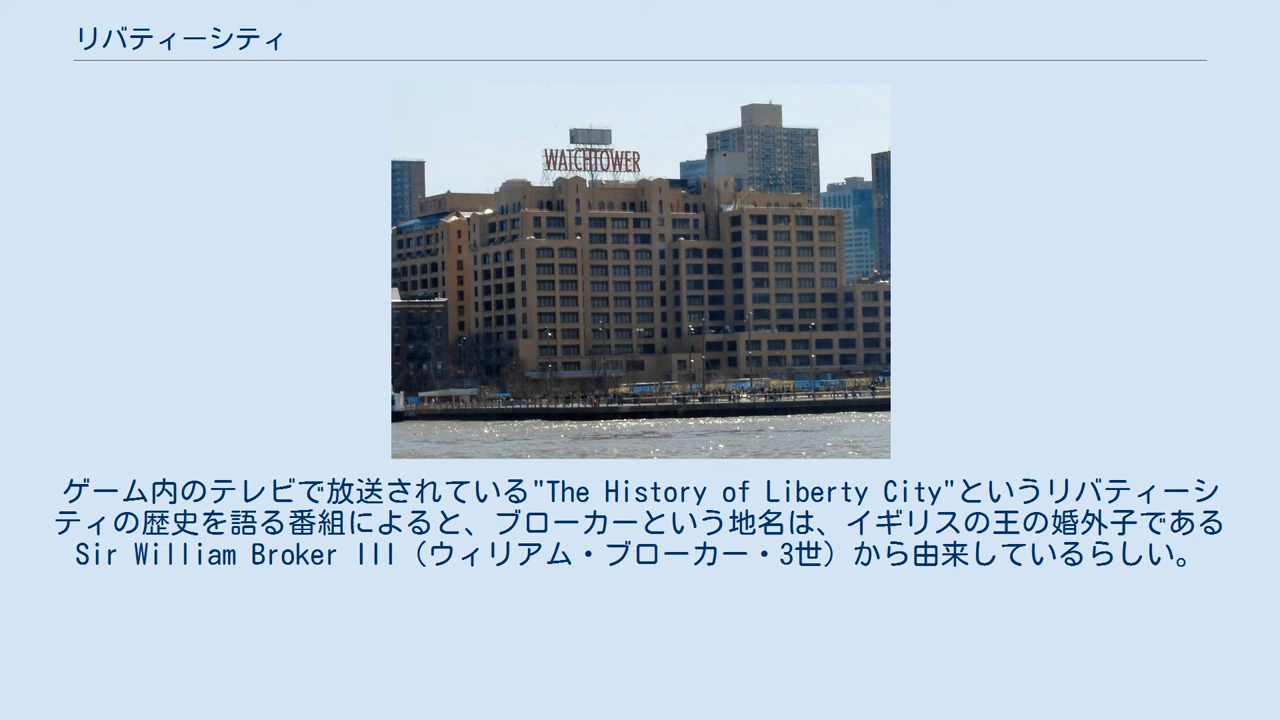 リバティーシティ
WATCHTOWER
ゲーム内のテレビで放送されている"The History of Liberty City"というリバティーシ
ティの歴史を語る番組によると、ブローカーという地名は、イギリスの王の婚外子である
Sir William Broker III（ウィリアム・ブローカー・3世）から由来しているらしい。